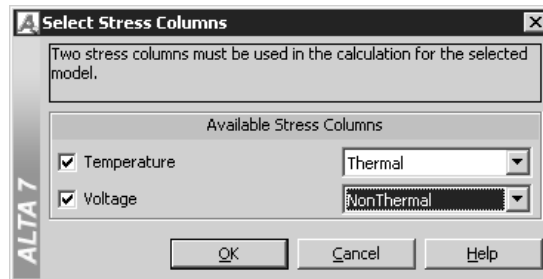 Select Stress Columns
Two stress columns must be used in the calculation for the selected
model.
Available Stress Columns
Temperature Thermal
Voltage NonThermal
OK Cancel Help
ALTA 7